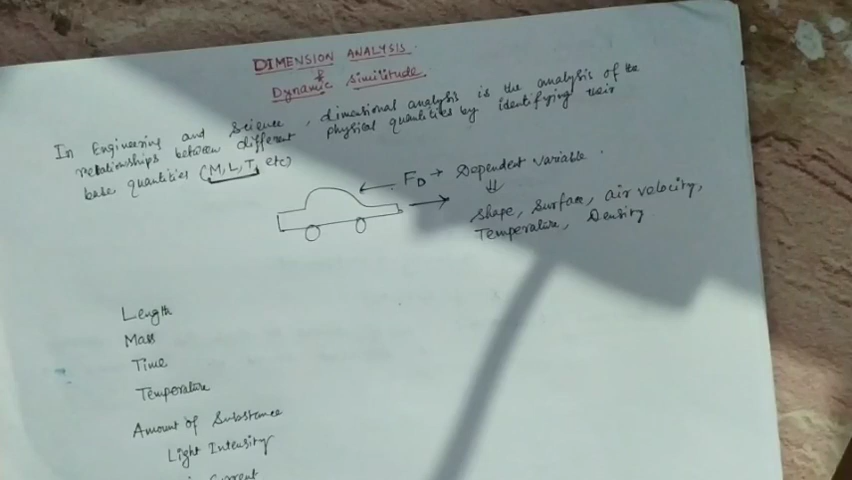 DIMENSION ANALYSIS
&
Dynamic Similitude.
In Engineering and Science, dimensional analysis is the analysis of the
relationships between different physical quantities by identifying their
base quantities (M, L, T, etc)
FD → Dependent variable
Shape, Surface, air velocity,
Temperature, Density
Length
Mass
Time
Temperature
Amount of Substance
Light Intensity
Current